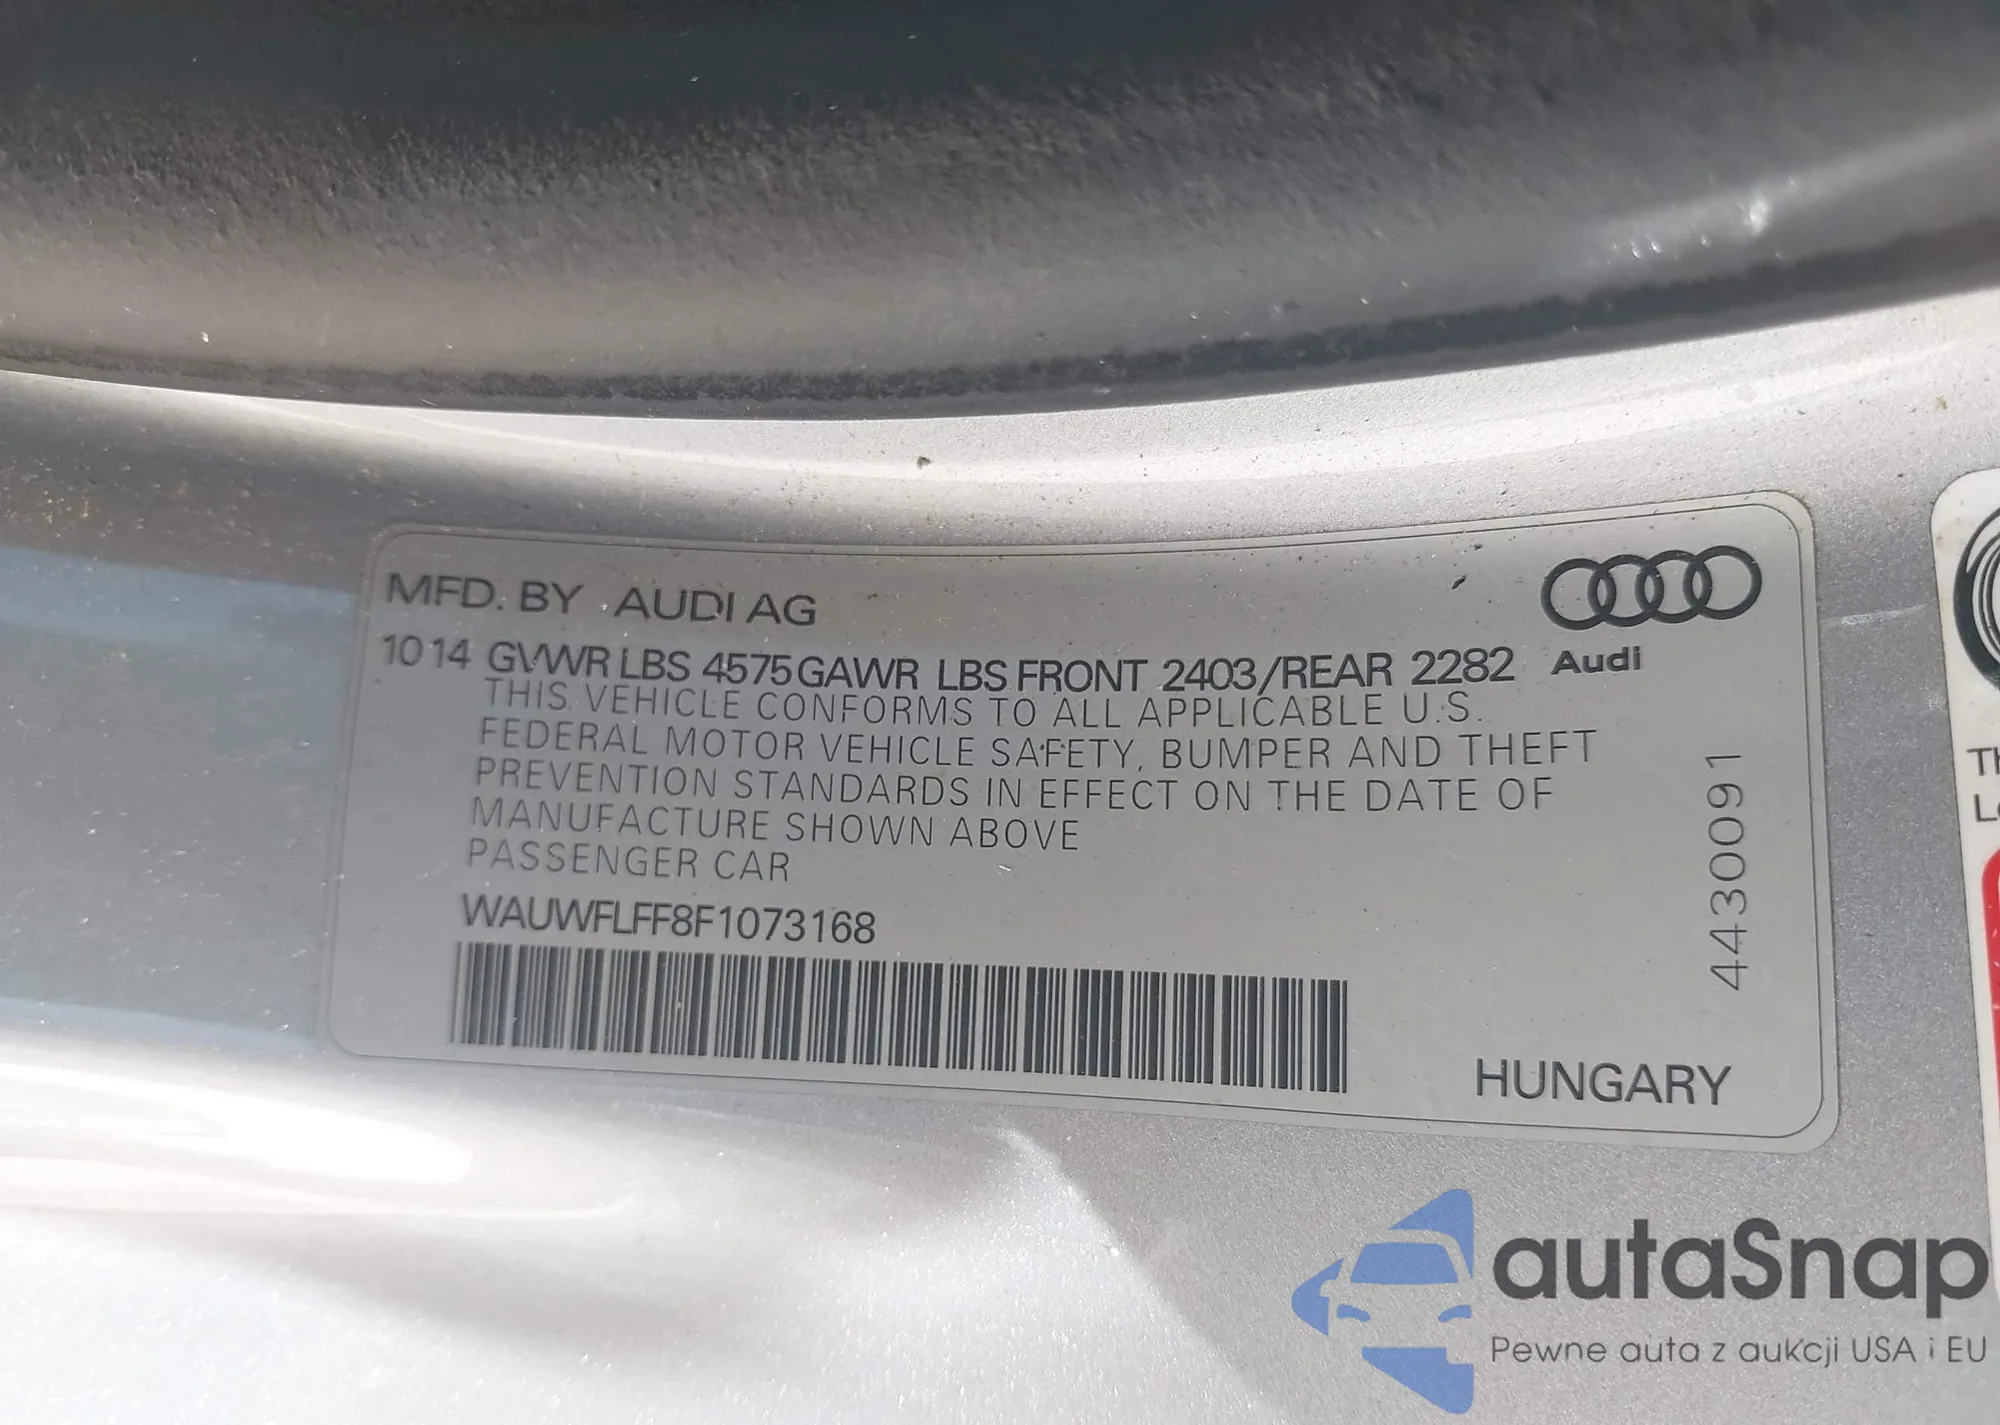 MFD. BY AUDI AG
10 14 GVWR LBS 4575 GAWR LBS FRONT 2403/REAR 2282
Audi
THIS VEHICLE CONFORMS TO ALL APPLICABLE U.S.
FEDERAL MOTOR VEHICLE SAFETY, BUMPER AND THEFT
PREVENTION STANDARDS IN EFFECT ON THE DATE OF
MANUFACTURE SHOWN ABOVE
PASSENGER CAR
WAUWFLFF8F1073168
4430091
HUNGARY
autaSnap
Pewne auta z aukcji USA i EU